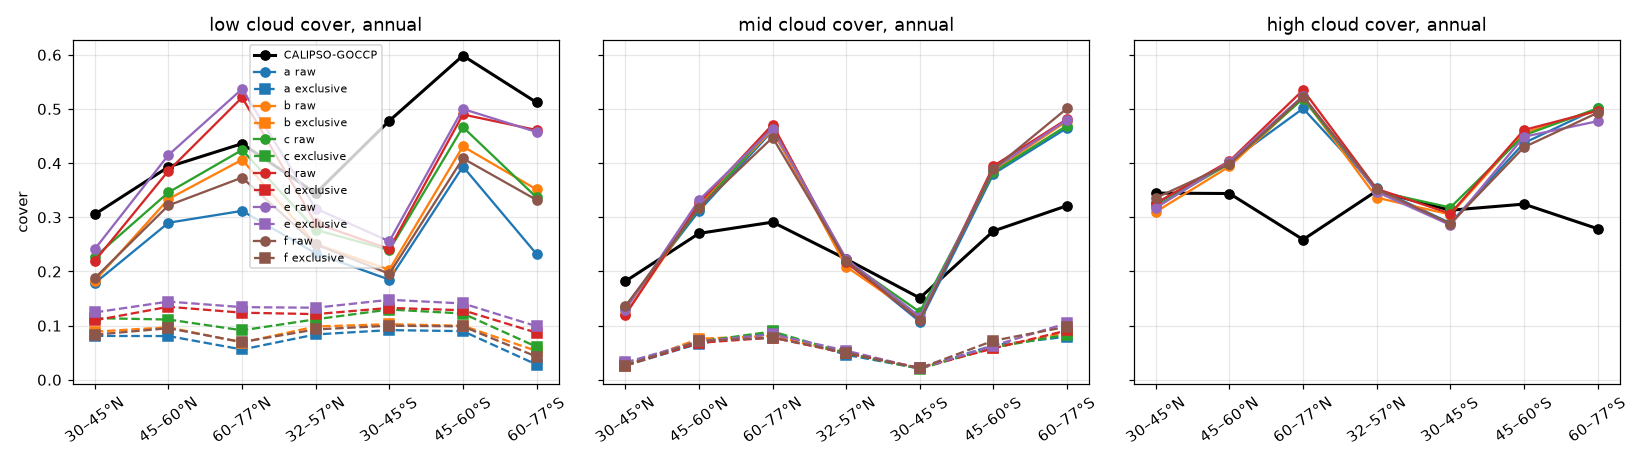 low cloud cover, annual
mid cloud cover, annual
high cloud cover, annual
cover
0.6
0.5
0.4
0.3
0.2
0.1
0.0
CALIPSO-GOCCP
a raw
a exclusive
b raw
b exclusive
c raw
c exclusive
d raw
d exclusive
e raw
e exclusive
f raw
f exclusive
30–45°N
45–60°N
60–77°N
32–57°N
30–45°S
45–60°S
60–77°S
30–45°N
45–60°N
60–77°N
32–57°N
30–45°S
45–60°S
60–77°S
30–45°N
45–60°N
60–77°N
32–57°N
30–45°S
45–60°S
60–77°S